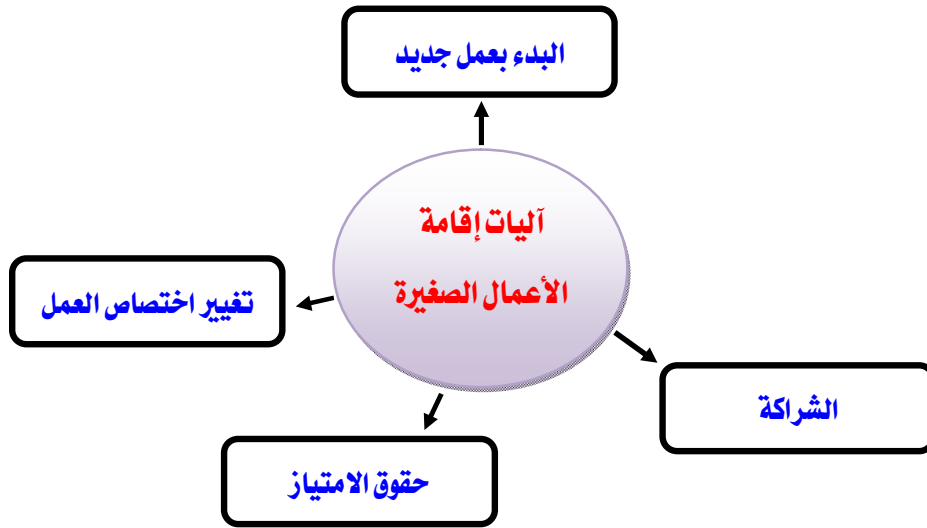 البدء بعمل جديد
آليات إقامة
الأعمال الصغيرة
تغيير اختصاص العمل
الشراكة
حقوق الامتياز